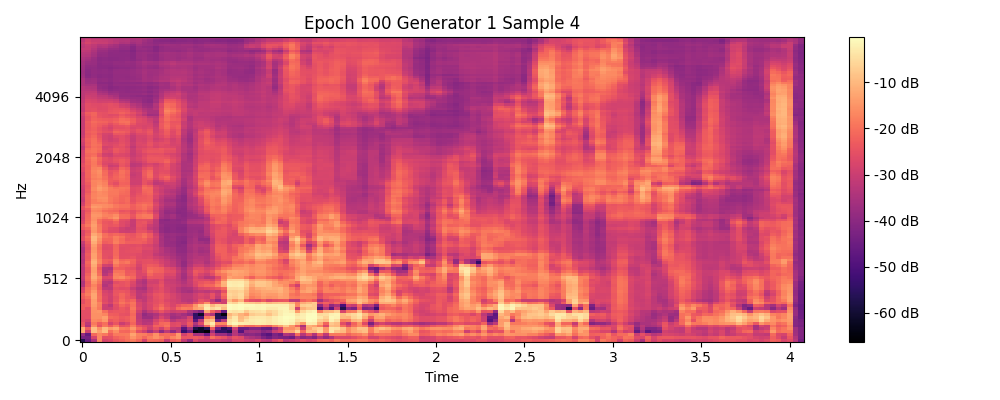 Epoch 100 Generator 1 Sample 4
Hz
4096
2048
1024
512
0
0 0.5 1 1.5 2 2.5 3 3.5 4
Time
-10 dB
-20 dB
-30 dB
-40 dB
-50 dB
-60 dB